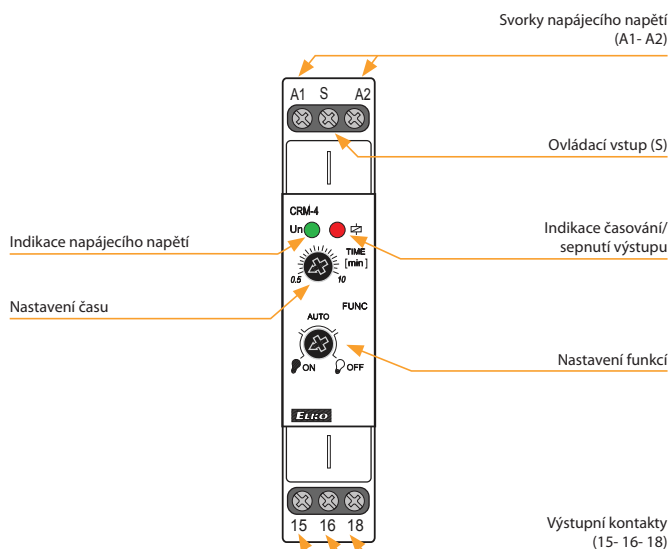 Svorky napájecího napětí
(A1- A2)
A1 S A2
Ovládací vstup (S)
CRM-4
Un
Indikace napájecího napětí
Indikace časování/
sepnutí výstupu
TIME
[min]
0.5 10
Nastavení času
FUNC
AUTO
ON OFF
Nastavení funkcí
ELKO
15 16 18
Výstupní kontakty
(15- 16- 18)